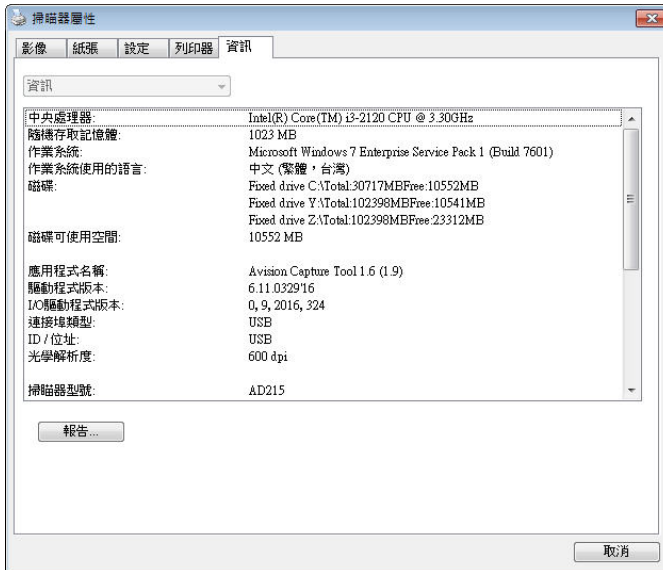 掃瞄器屬性
影像 紙張 設定 列印器 資訊
資訊
中央處理器: Intel(R) Core(TM) i3-2120 CPU @ 3.30GHz
隨機存取記憶體: 1023 MB
作業系統: Microsoft Windows 7 Enterprise Service Pack 1 (Build 7601)
作業系統使用的語言: 中文 (繁體，台灣)
磁碟: Fixed drive C:\Total:30717MBFree:10552MB
Fixed drive Y:\Total:102398MBFree:10541MB
Fixed drive Z:\Total:102398MBFree:23312MB
磁碟可使用空間: 10552 MB
應用程式名稱: Avision Capture Tool 1.6 (1.9)
驅動程式版本: 6.11.0329'16
I/O驅動程式版本: 0, 9, 2016, 324
連接埠類型: USB
ID / 位址: USB
光學解析度: 600 dpi
掃瞄器型號: AD215
報告...
取消